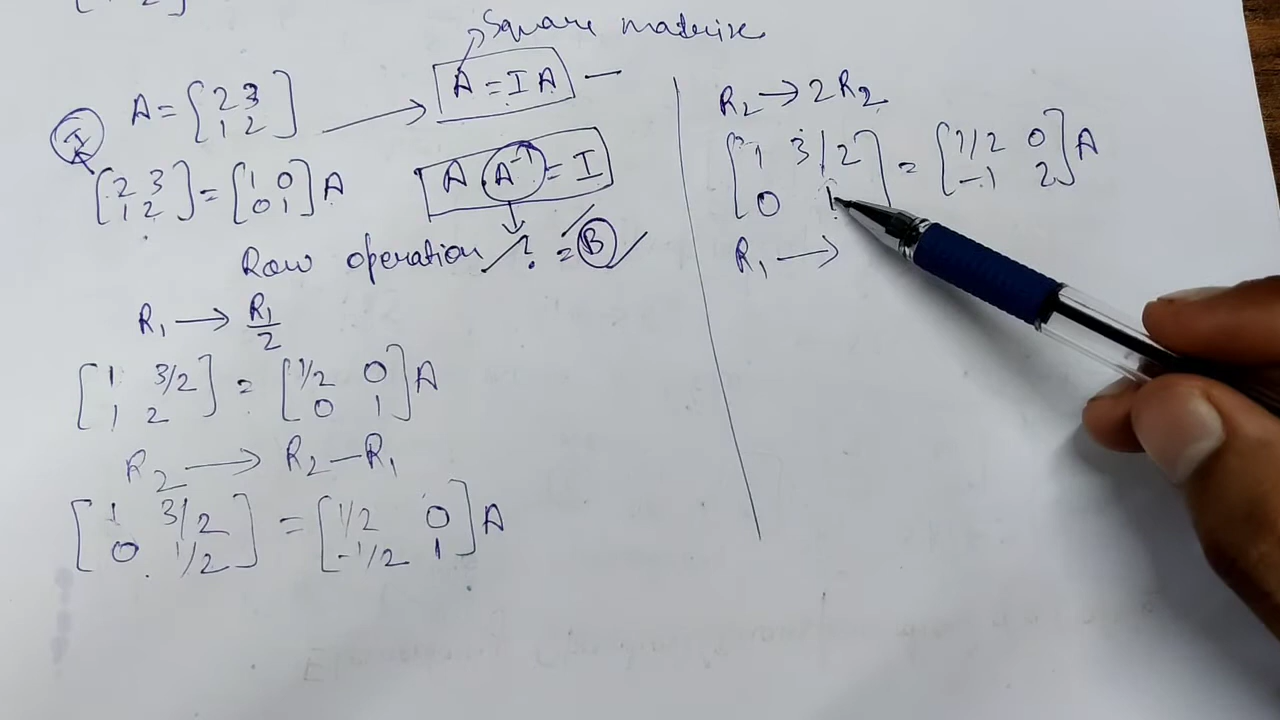 1 2]
Square matrix
A = [2 3
1 2]
A = I A —
I
[2 3
1 2] = [1 0
0 1] A
A A⁻¹ = I
Row operation ? = B
R₁ → R₁/2
[1 3/2
1 2] = [1/2 0
0 1] A
R₂ → R₂ – R₁
[1 3/2
0 1/2] = [1/2 0
-1/2 1] A
R₂ → 2R₂
[1 3/2
0 1] = [1/2 0
-1 2] A
R₁ →